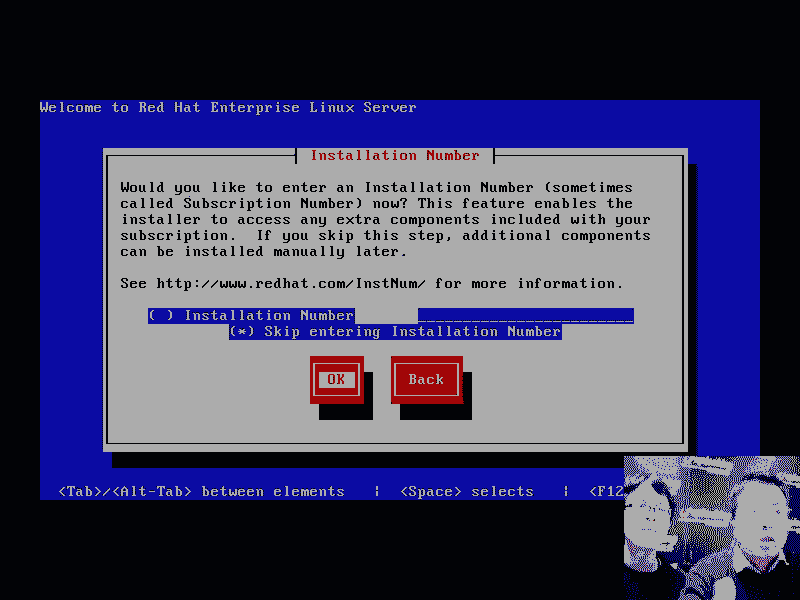 Welcome to Red Hat Enterprise Linux Server
Installation Number
Would you like to enter an Installation Number (sometimes
called Subscription Number) now? This feature enables the
installer to access any extra components included with your
subscription.  If you skip this step, additional components
can be installed manually later.
See http://www.redhat.com/InstNum/ for more information.
( ) Installation Number ________________________
(*) Skip entering Installation Number
OK Back
<Tab>/<Alt-Tab> between elements | <Space> selects | <F12